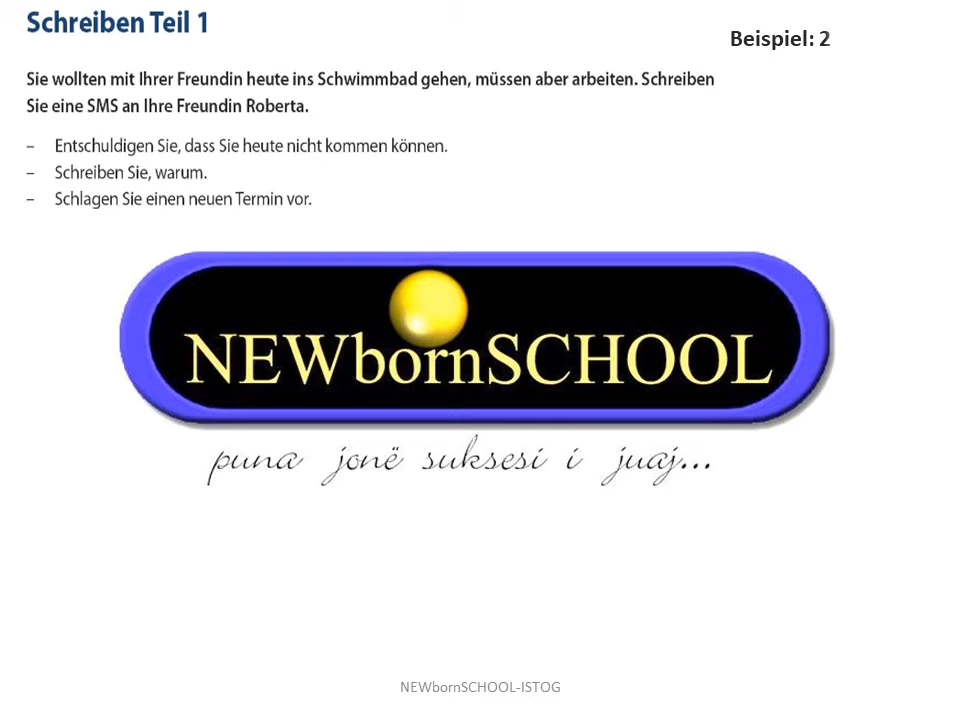 Schreiben Teil 1
Beispiel: 2
Sie wollten mit Ihrer Freundin heute ins Schwimmbad gehen, müssen aber arbeiten. Schreiben
Sie eine SMS an Ihre Freundin Roberta.
– Entschuldigen Sie, dass Sie heute nicht kommen können.
– Schreiben Sie, warum.
– Schlagen Sie einen neuen Termin vor.
NEWbornSCHOOL
puna jonë suksesi i juaj...
NEWbornSCHOOL-ISTOG